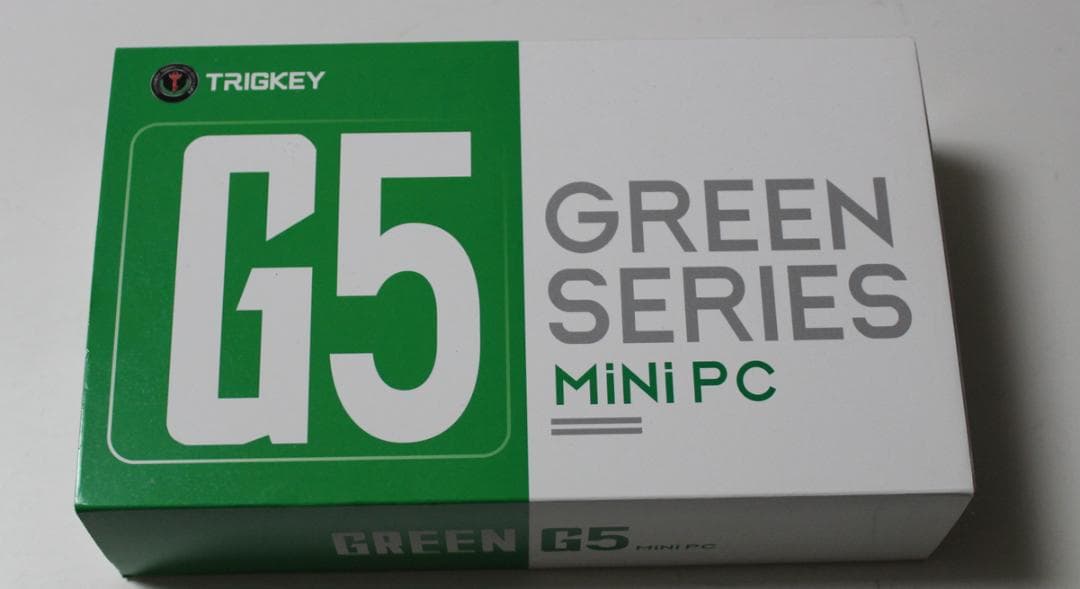 TRIGKEY
G5
GREEN
SERIES
MiNi PC
GREEN G5 MINI PC